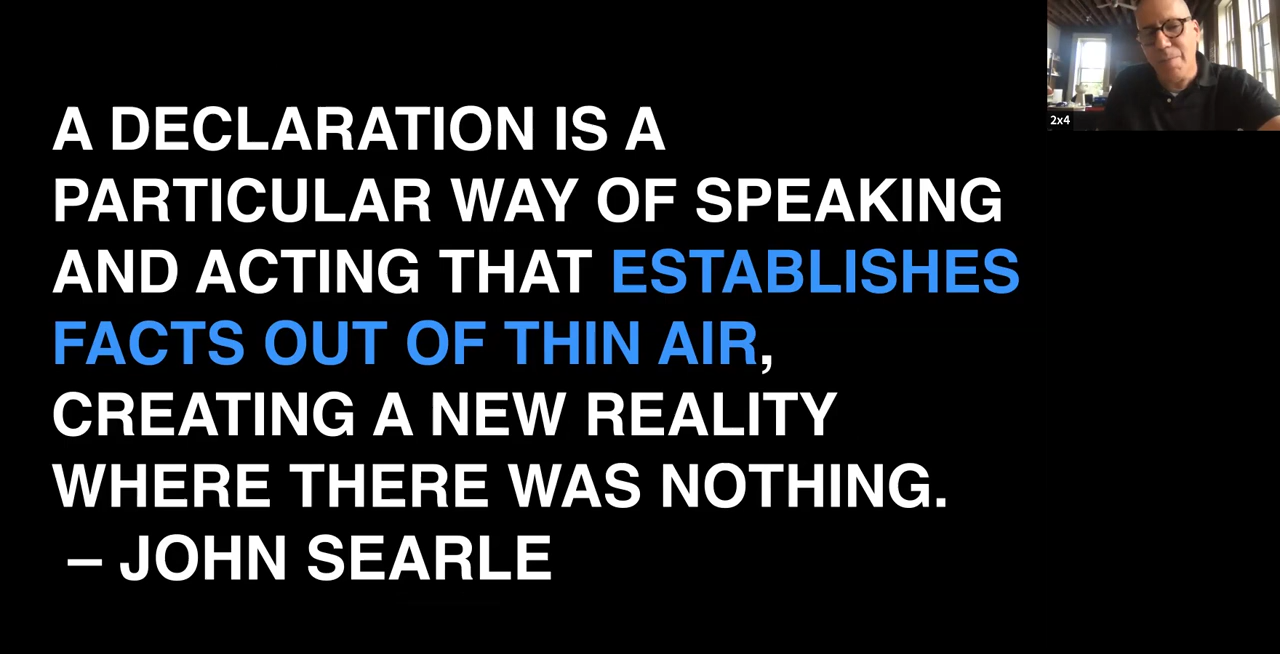 A DECLARATION IS A
PARTICULAR WAY OF SPEAKING
AND ACTING THAT ESTABLISHES
FACTS OUT OF THIN AIR,
CREATING A NEW REALITY
WHERE THERE WAS NOTHING.
– JOHN SEARLE
2x4